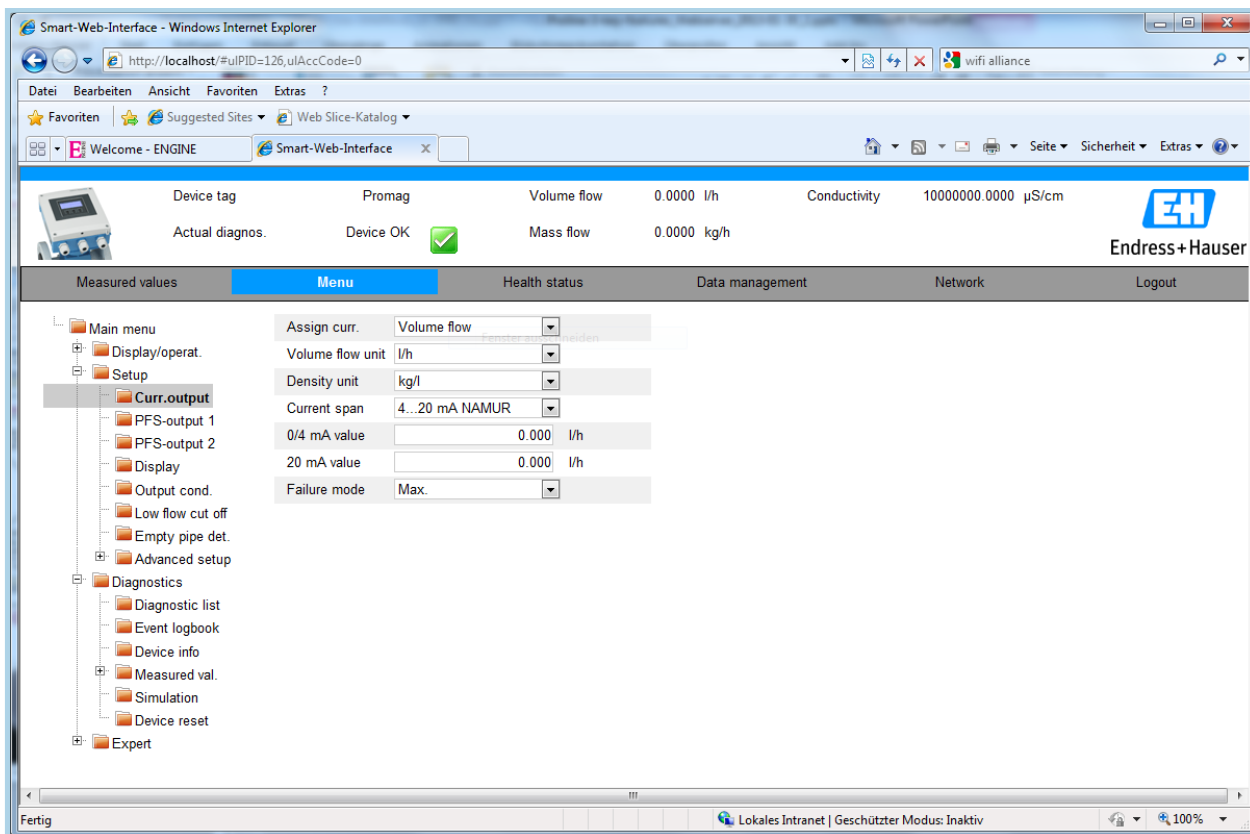 Smart-Web-Interface - Windows Internet Explorer
http://localhost/#ulPID=126,ulAccCode=0
wifi alliance
Datei Bearbeiten Ansicht Favoriten Extras ?
Favoriten Suggested Sites Web Slice-Katalog
Welcome - ENGINE Smart-Web-Interface Seite Sicherheit Extras
Device tag Promag Volume flow 0.0000 l/h Conductivity 10000000.0000 µS/cm
Actual diagnos. Device OK Mass flow 0.0000 kg/h
EH
Endress+Hauser
Measured values Menu Health status Data management Network Logout
Main menu
Display/operat.
Setup
Curr.output
PFS-output 1
PFS-output 2
Display
Output cond.
Low flow cut off
Empty pipe det.
Advanced setup
Diagnostics
Diagnostic list
Event logbook
Device info
Measured val.
Simulation
Device reset
Expert
Assign curr. Volume flow
Fenster ausschneiden
Volume flow unit l/h
Density unit kg/l
Current span 4...20 mA NAMUR
0/4 mA value 0.000 l/h
20 mA value 0.000 l/h
Failure mode Max.
Fertig Lokales Intranet | Geschützter Modus: Inaktiv 100%